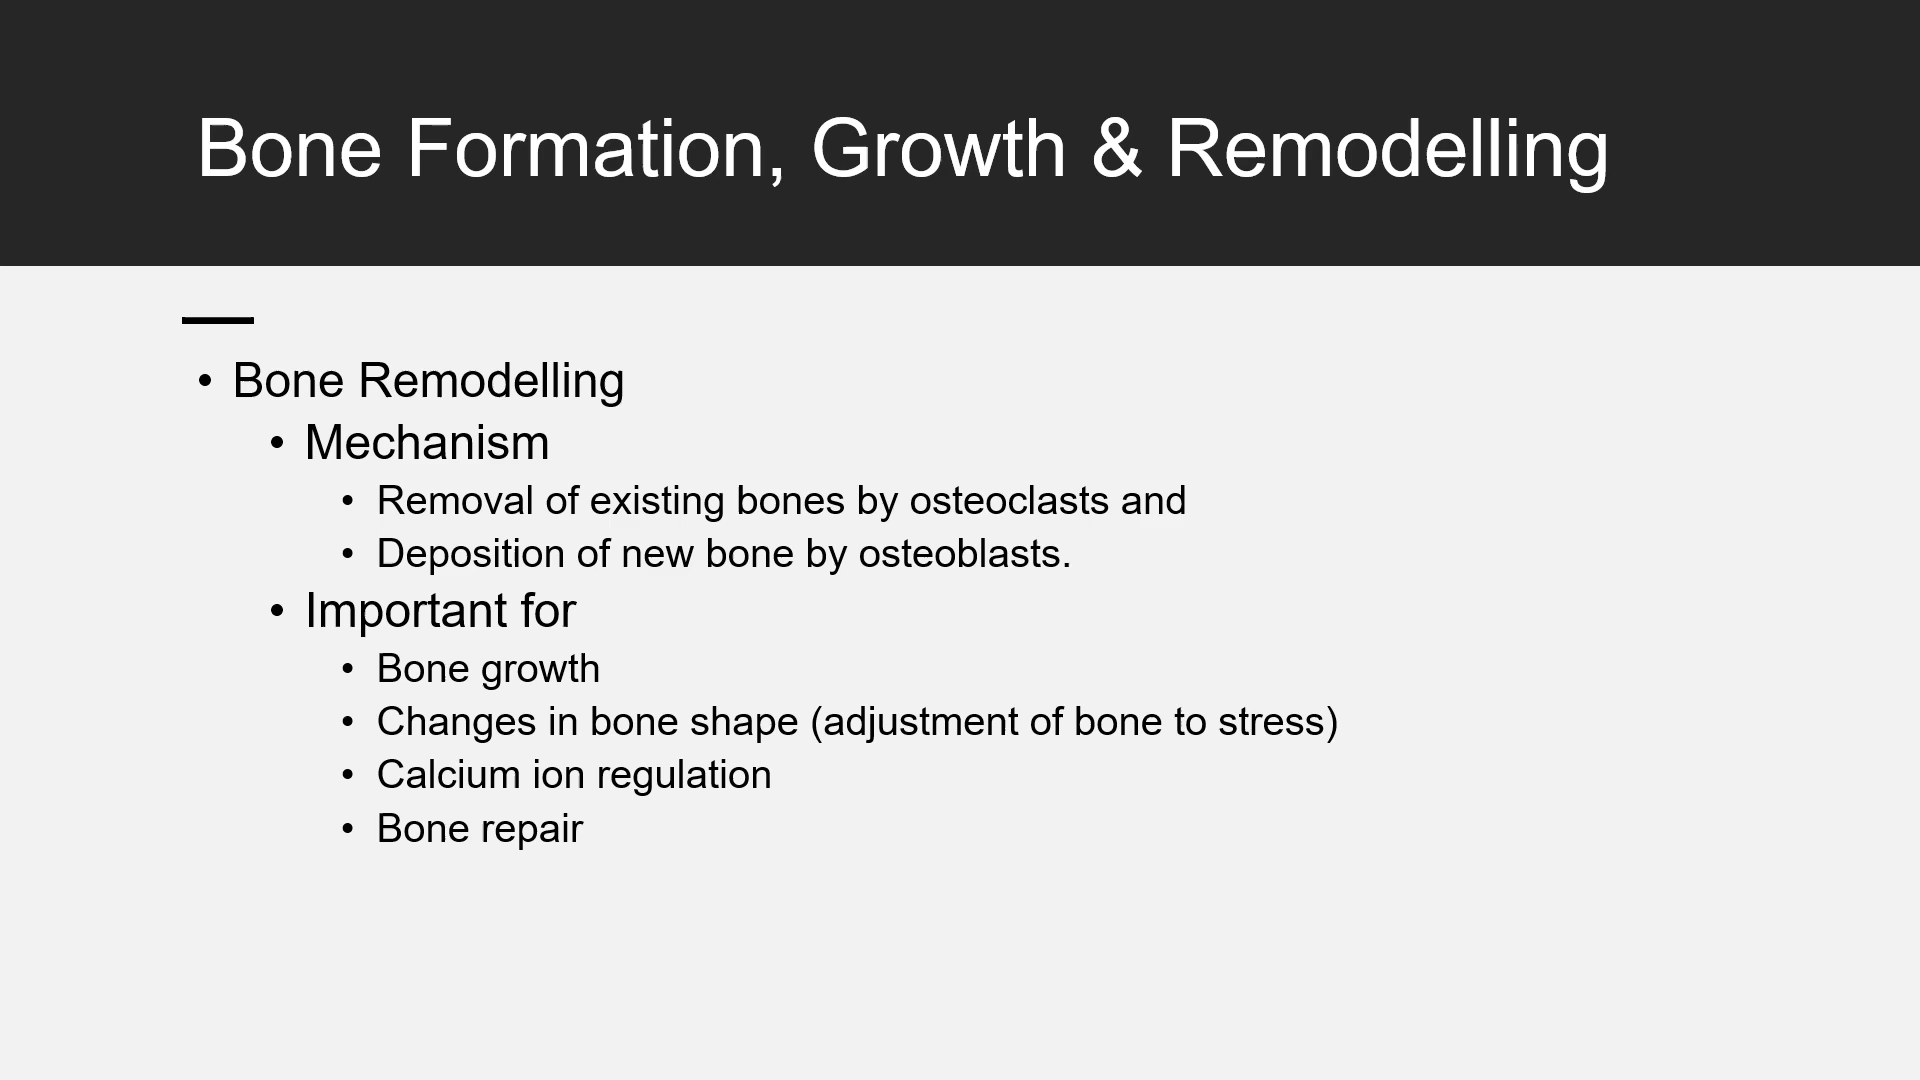 Bone Formation, Growth & Remodelling
• Bone Remodelling
• Mechanism
• Removal of existing bones by osteoclasts and
• Deposition of new bone by osteoblasts.
• Important for
• Bone growth
• Changes in bone shape (adjustment of bone to stress)
• Calcium ion regulation
• Bone repair